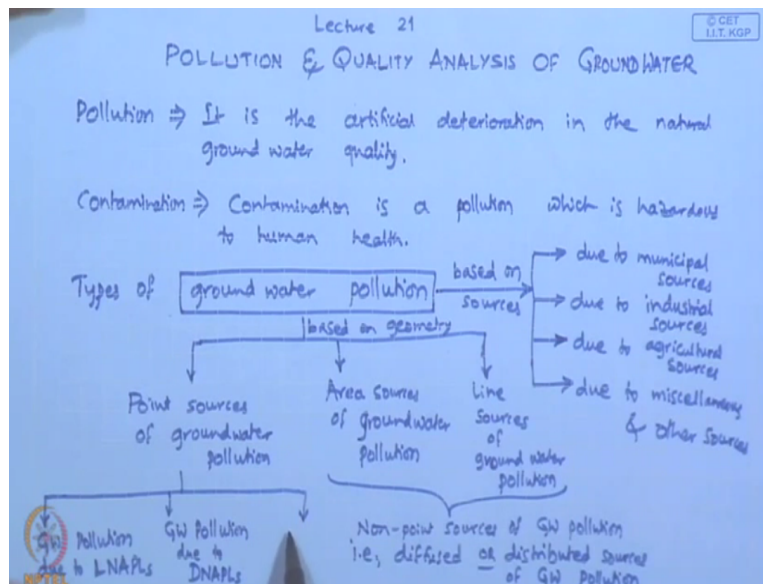 Lecture 21
© CET
I.I.T. KGP
POLLUTION & QUALITY ANALYSIS OF GROUNDWATER
Pollution ⇒ It is the artificial deterioration in the natural
ground water quality.
Contamination ⇒ Contamination is a pollution which is hazardous
to human health.
Types of ground water pollution
based on
sources
due to municipal
sources
due to industrial
sources
due to agricultural
sources
due to miscellaneous
& other sources
based on geometry
Point sources
of groundwater
pollution
Area sources
of groundwater
pollution
Line
sources
of
ground water
pollution
GW Pollution
due to LNAPLs
GW Pollution
due to
DNAPLs
Non-point sources of GW pollution
i.e., diffused OR distributed sources
of GW Pollution
NPTEL